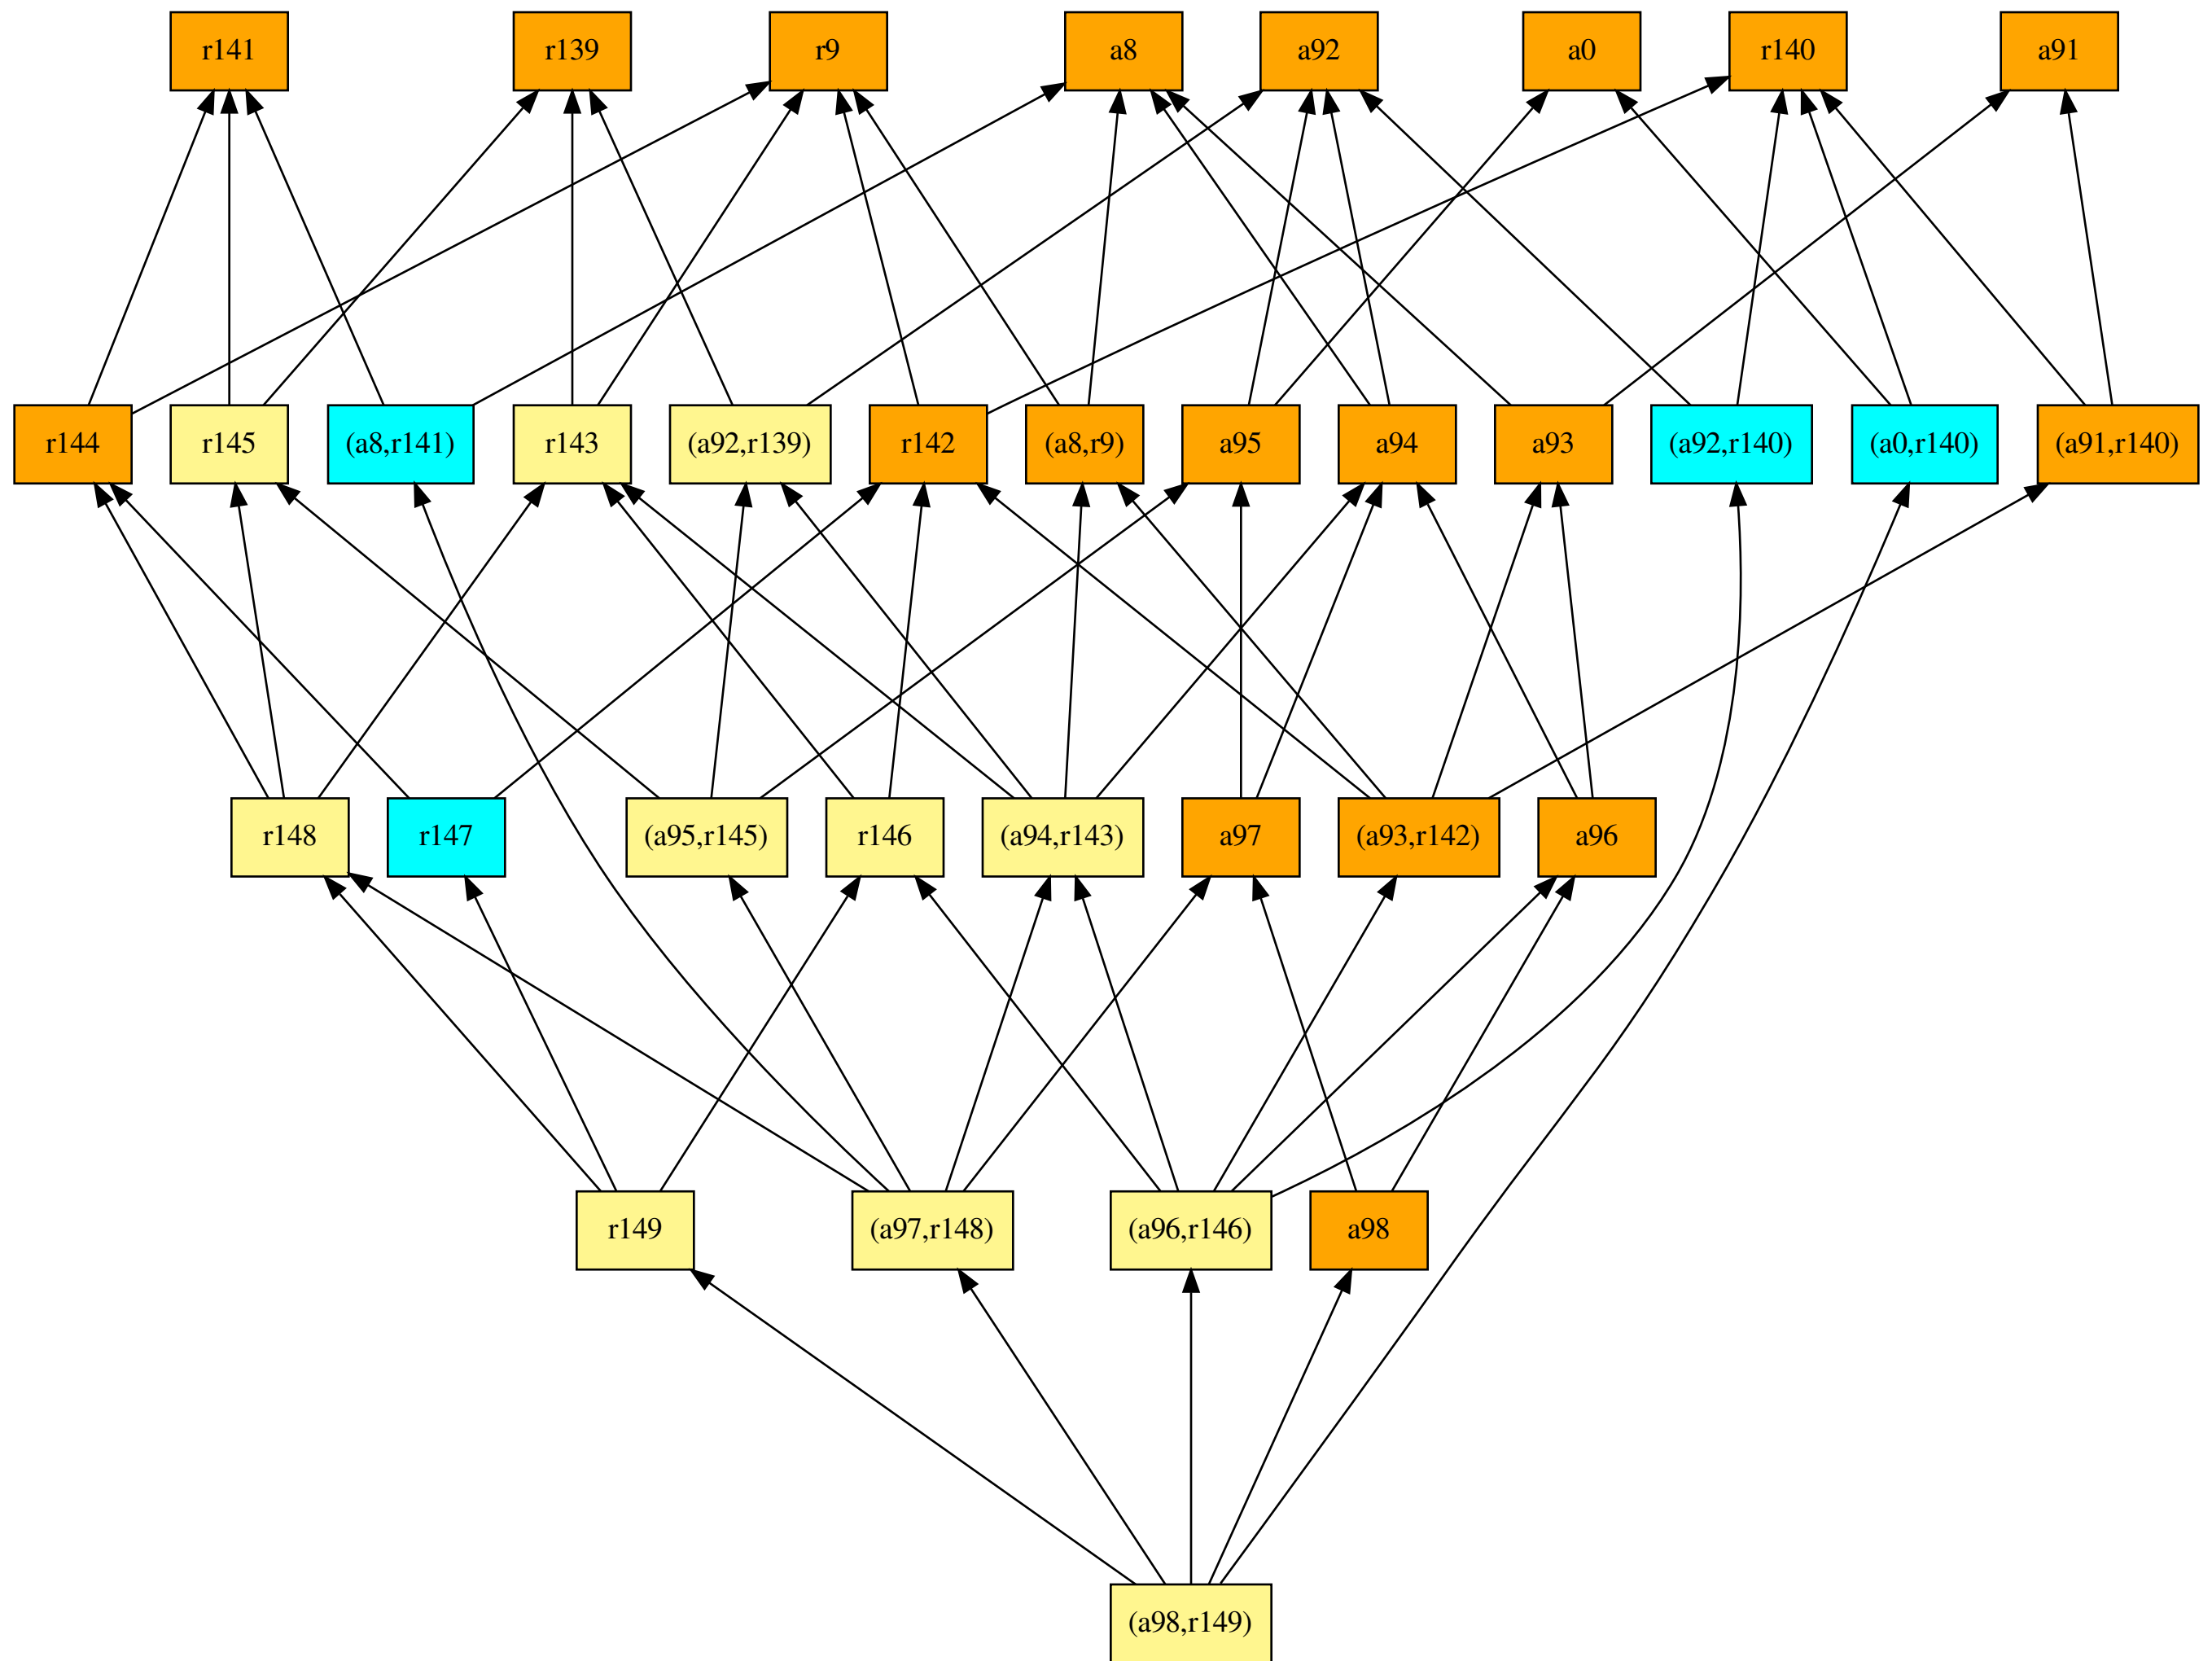 r141
r139
r9
a8
a92
a0
r140
a91
r144
r145
(a8,r141)
r143
(a92,r139)
r142
(a8,r9)
a95
a94
a93
(a92,r140)
(a0,r140)
(a91,r140)
r148
r147
(a95,r145)
r146
(a94,r143)
a97
(a93,r142)
a96
r149
(a97,r148)
(a96,r146)
a98
(a98,r149)